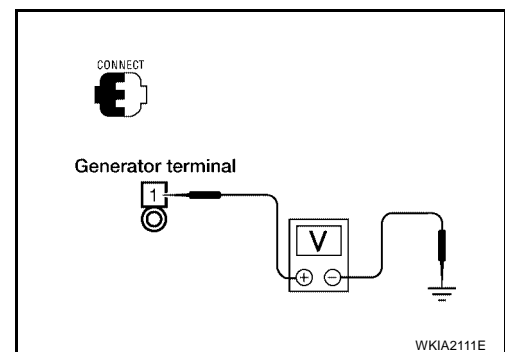 CONNECT
Generator terminal
1
V
+ −
WKIA2111E